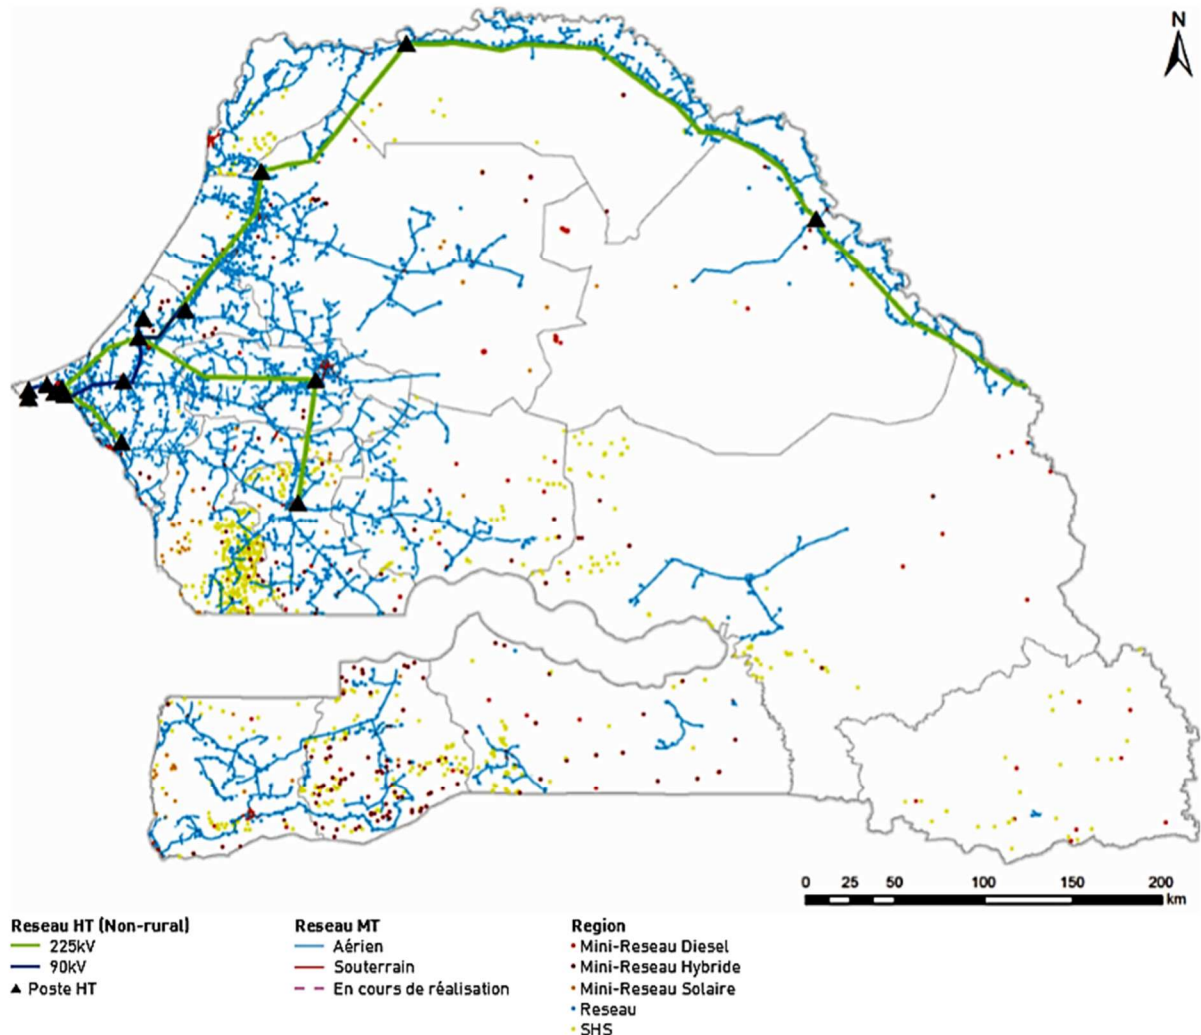 N
0 25 50 100 150 200
km
Reseau HT (Non-rural)
225kV
90kV
Poste HT
Reseau MT
Aérien
Souterrain
En cours de réalisation
Region
Mini-Reseau Diesel
Mini-Reseau Hybride
Mini-Reseau Solaire
Reseau
SHS